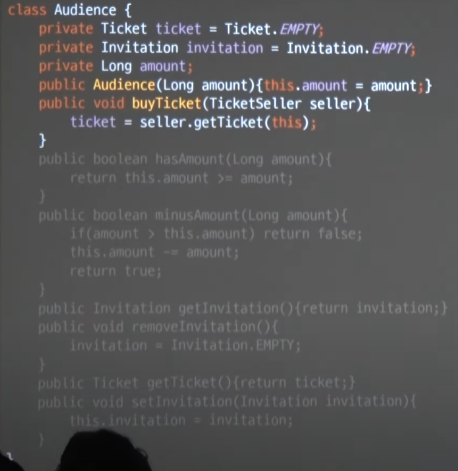 class Audience {
    private Ticket ticket = Ticket.EMPTY;
    private Invitation invitation = Invitation.EMPTY;
    private Long amount;
    public Audience(Long amount){this.amount = amount;}
    public void buyTicket(TicketSeller seller){
        ticket = seller.getTicket(this);
    }
    public boolean hasAmount(Long amount){
        return this.amount >= amount;
    }
    public boolean minusAmount(Long amount){
        if(amount > this.amount) return false;
        this.amount -= amount;
        return true;
    }
    public Invitation getInvitation(){return invitation;}
    public void removeInvitation(){
        invitation = Invitation.EMPTY;
    }
    public Ticket getTicket(){return ticket;}
    public void setInvitation(Invitation invitation){
        this.invitation = invitation;
    }
}